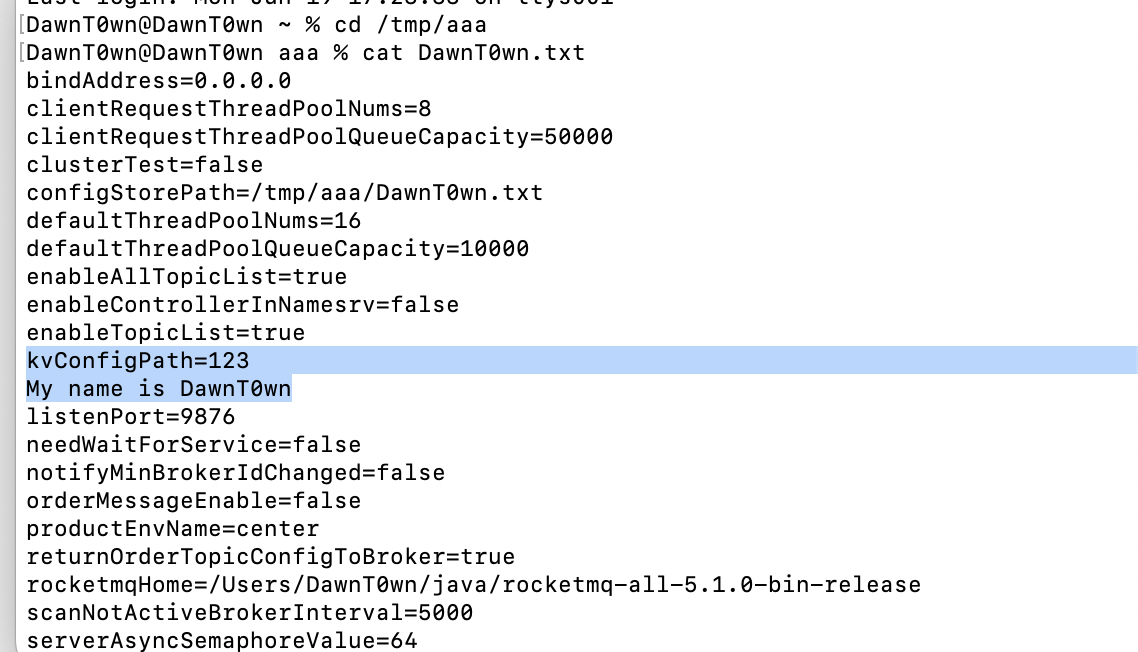 Last login: Mon Jun 19 17:28:38 on ttys001
[DawnT0wn@DawnT0wn ~ % cd /tmp/aaa
[DawnT0wn@DawnT0wn aaa % cat DawnT0wn.txt
bindAddress=0.0.0.0
clientRequestThreadPoolNums=8
clientRequestThreadPoolQueueCapacity=50000
clusterTest=false
configStorePath=/tmp/aaa/DawnT0wn.txt
defaultThreadPoolNums=16
defaultThreadPoolQueueCapacity=10000
enableAllTopicList=true
enableControllerInNamesrv=false
enableTopicList=true
kvConfigPath=123
My name is DawnT0wn
listenPort=9876
needWaitForService=false
notifyMinBrokerIdChanged=false
orderMessageEnable=false
productEnvName=center
returnOrderTopicConfigToBroker=true
rocketmqHome=/Users/DawnT0wn/java/rocketmq-all-5.1.0-bin-release
scanNotActiveBrokerInterval=5000
serverAsyncSemaphoreValue=64